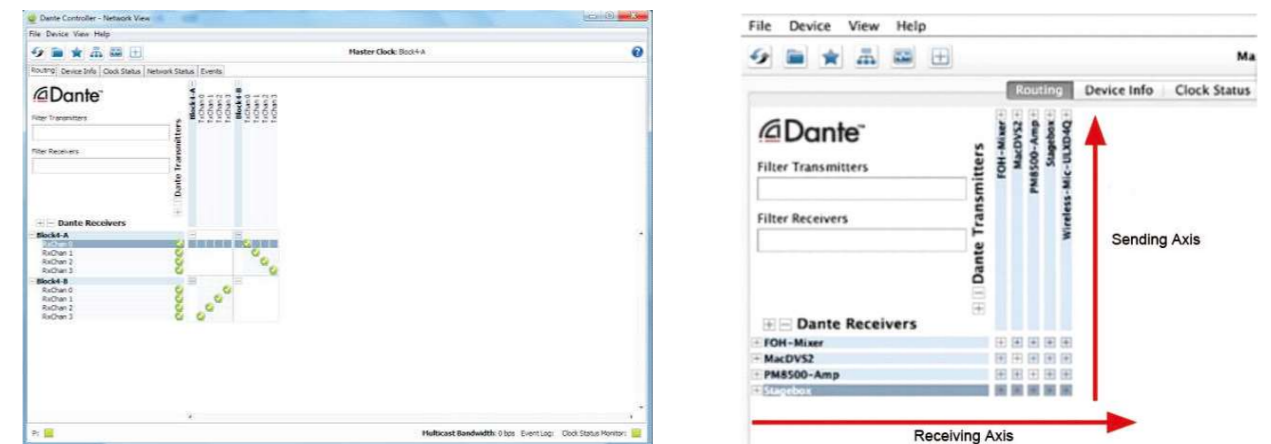 Dante Controller - Network View
File Device View Help
Master Clock: Block4-A
Routing Device Info Clock Status Network Status Events
Dante™
Filter Transmitters
Filter Receivers
Dante Transmitters
Block4-A
TxChan 0
TxChan 1
TxChan 2
TxChan 3
Block4-B
TxChan 0
TxChan 1
TxChan 2
TxChan 3
Dante Receivers
Block4-A
RxChan 0
RxChan 1
RxChan 2
RxChan 3
Block4-B
RxChan 0
RxChan 1
RxChan 2
RxChan 3
P:
Multicast Bandwidth: 0 bps Event Log: Clock Status Monitor:
File Device View Help
Ma
Routing Device Info Clock Status
Dante™
Filter Transmitters
Filter Receivers
Dante Transmitters
FOH-Mixer
MacDVS2
PM8500-Amp
Stagebox
Wireless-Mic-ULXD4Q
Sending Axis
Dante Receivers
FOH-Mixer
MacDVS2
PM8500-Amp
Stagebox
Receiving Axis